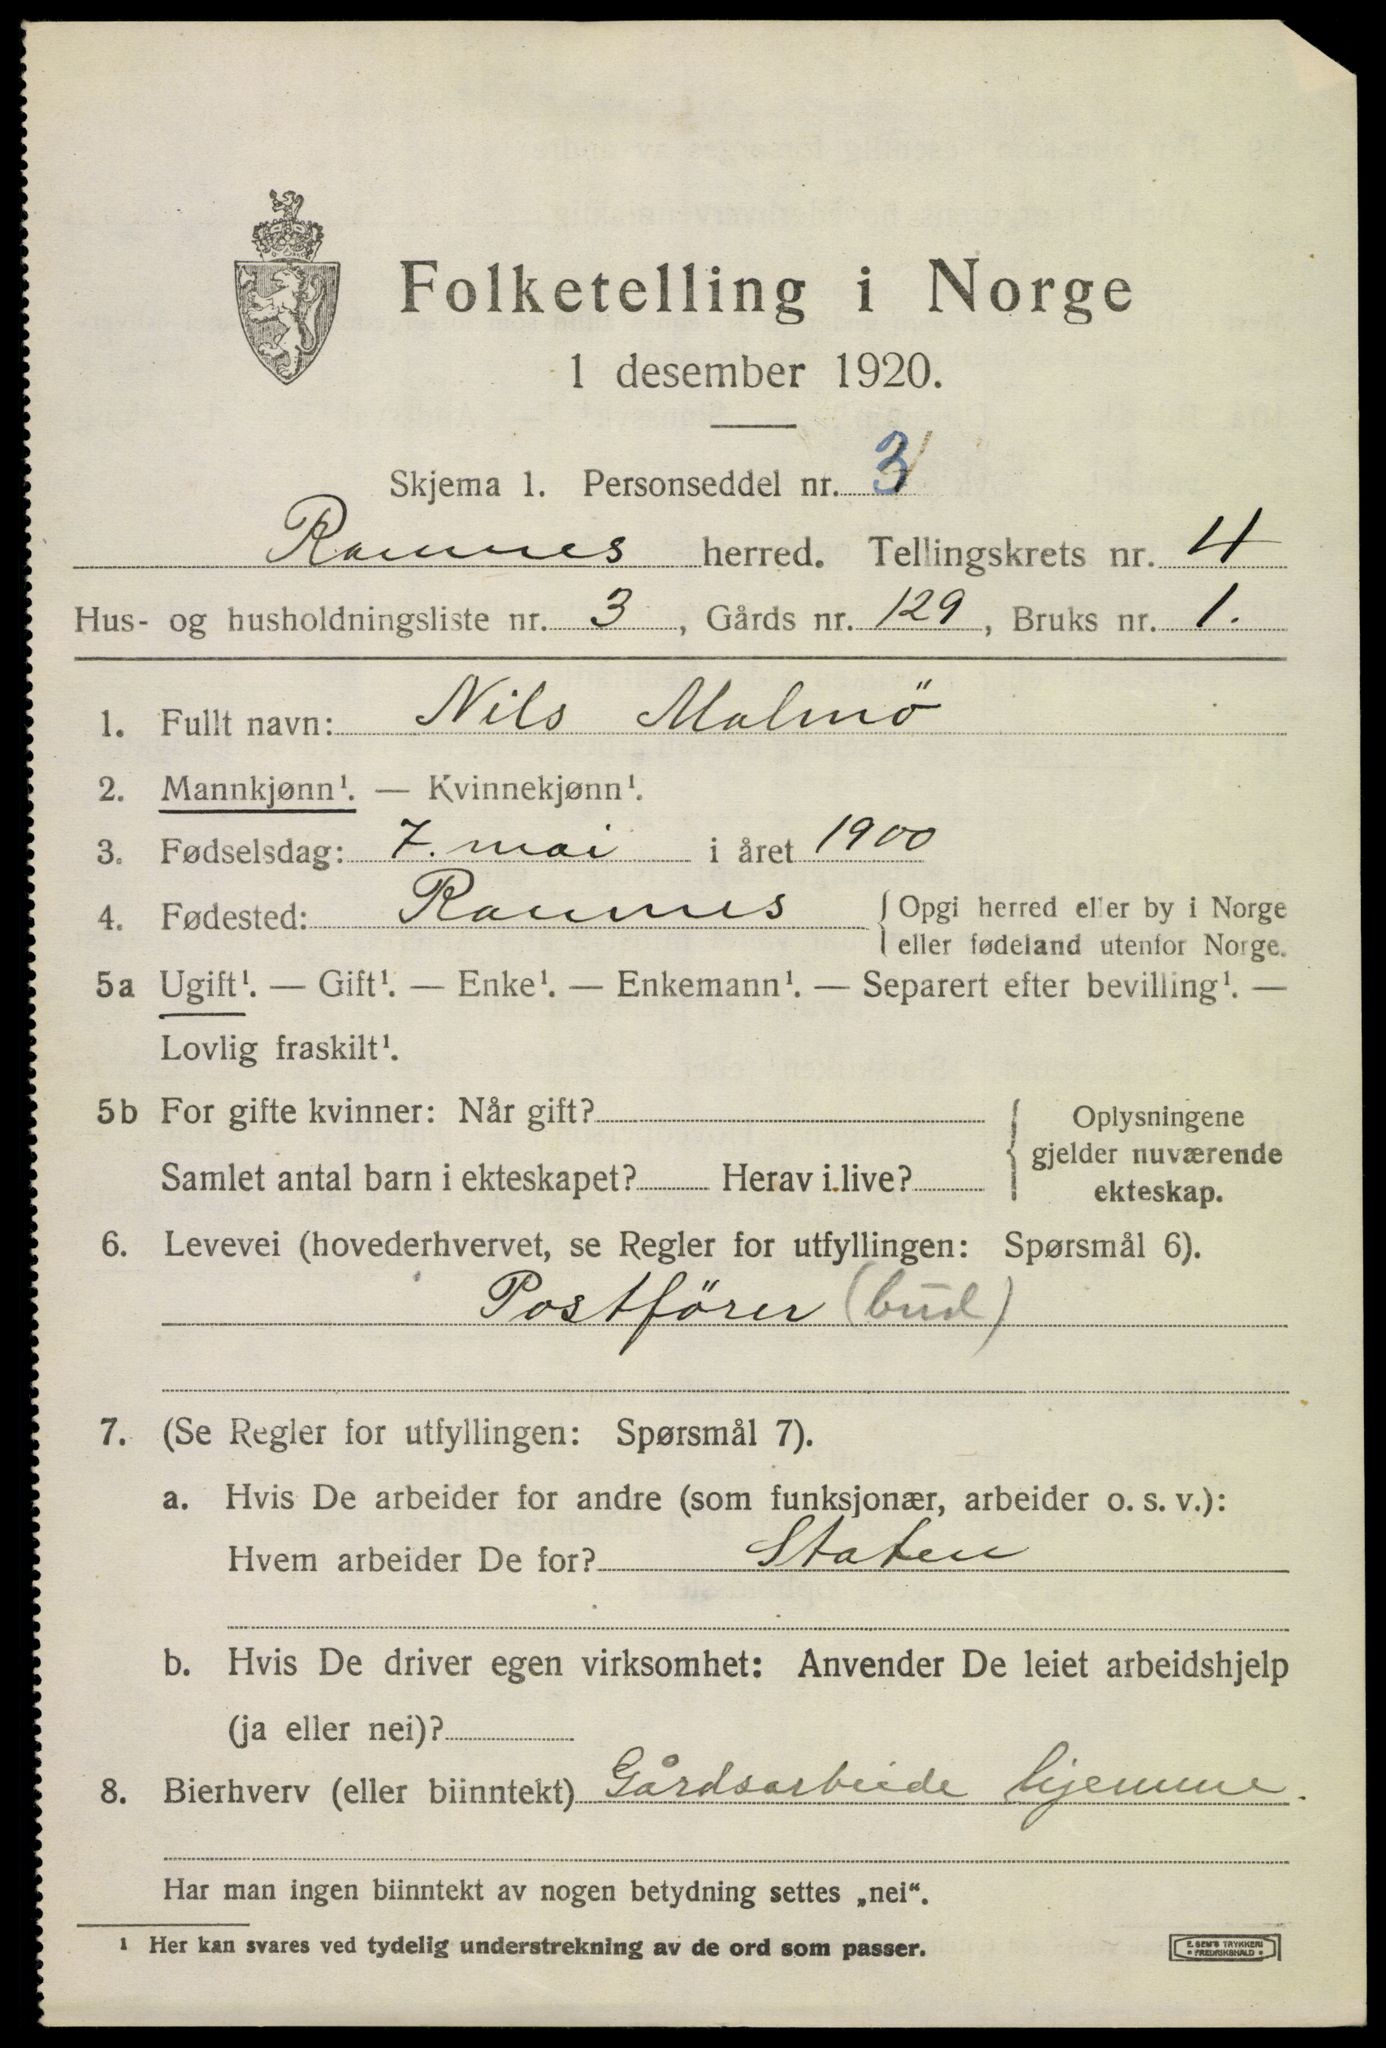 Folketelling i Norge
1 desember 1920.
Skjema 1. Personseddel nr. 3
Ramnes herred. Tellingskrets nr. 4
Hus- og husholdningsliste nr. 3, Gårds nr. 129, Bruks nr. 1.
1. Fullt navn: Nils Malmö
2. Mannkjønn¹. — Kvinnekjønn¹.
3. Fødselsdag: 7. mai i året 1900
4. Fødested: Ramnes { Opgi herred eller by i Norge
eller fødeland utenfor Norge.
5a Ugift¹. — Gift¹. — Enke¹. — Enkemann¹. — Separert efter bevilling¹. —
Lovlig fraskilt¹.
5b For gifte kvinner: Når gift? { Oplysningene
gjelder nuværende
Samlet antal barn i ekteskapet? Herav i live? ekteskap.
6. Levevei (hovederhvervet, se Regler for utfyllingen: Spørsmål 6).
Postförer (bud)
7. (Se Regler for utfyllingen: Spørsmål 7).
a. Hvis De arbeider for andre (som funksjonær, arbeider o. s. v.):
Hvem arbeider De for? Staten
b. Hvis De driver egen virksomhet: Anvender De leiet arbeidshjelp
(ja eller nei)?
8. Bierhverv (eller biinntekt) Gårdsarbeide hjemme.
Har man ingen biinntekt av nogen betydning settes „nei“.
¹ Her kan svares ved tydelig understrekning av de ord som passer.
E. SEM'S TRYKKERI
• FREDRIKSHALD •